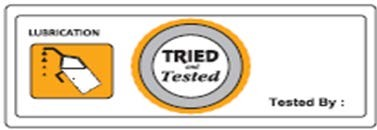 LUBRICATION
TRIED
and
Tested
Tested By :